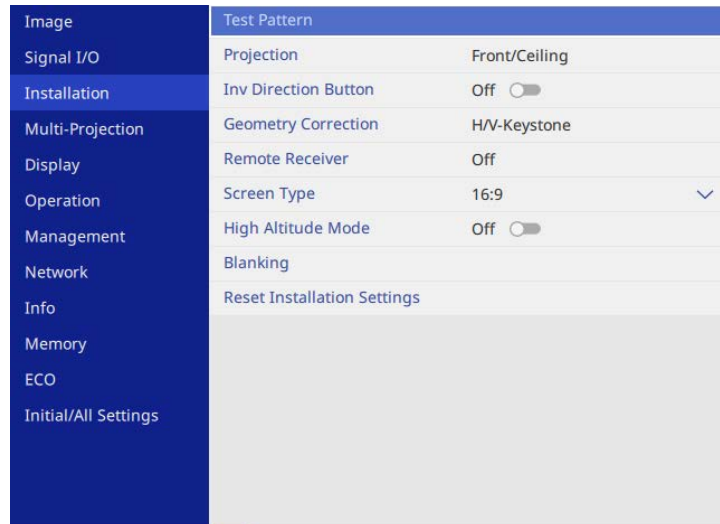 Image
Signal I/O
Installation
Multi-Projection
Display
Operation
Management
Network
Info
Memory
ECO
Initial/All Settings
Test Pattern
Projection Front/Ceiling
Inv Direction Button Off
Geometry Correction H/V-Keystone
Remote Receiver Off
Screen Type 16:9
High Altitude Mode Off
Blanking
Reset Installation Settings